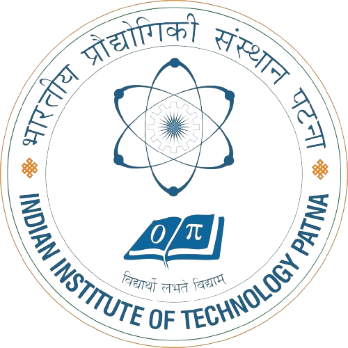 भारतीय प्रौद्योगिकी संस्थान पटना
0 π
विद्यार्थी लभते विद्याम्
INDIAN INSTITUTE OF TECHNOLOGY PATNA